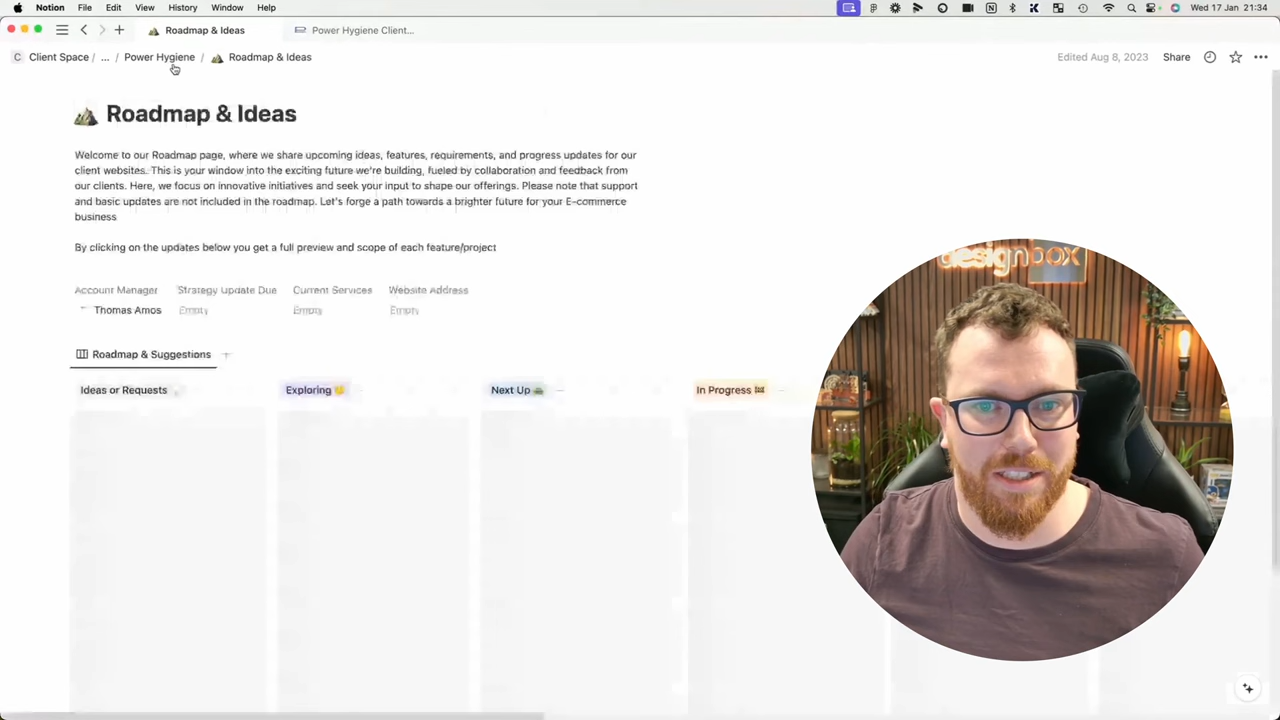 Notion File Edit View History Window Help Wed 17 Jan 21:34
Roadmap & Ideas Power Hygiene Client...
C Client Space / ... / Power Hygiene / Roadmap & Ideas Edited Aug 8, 2023 Share
Roadmap & Ideas
Welcome to our Roadmap page, where we share upcoming ideas, features, requirements, and progress updates for our
client websites. This is your window into the exciting future we're building, fueled by collaboration and feedback from
our clients. Here, we focus on innovative initiatives and seek your input to shape our offerings. Please note that support
and basic updates are not included in the roadmap. Let's forge a path towards a brighter future for your E-commerce
business
By clicking on the updates below you get a full preview and scope of each feature/project
Account Manager Strategy Update Due Current Services Website Address
Thomas Amos Empty Empty Empty
Roadmap & Suggestions
Ideas or Requests Exploring Next Up In Progress
designbox